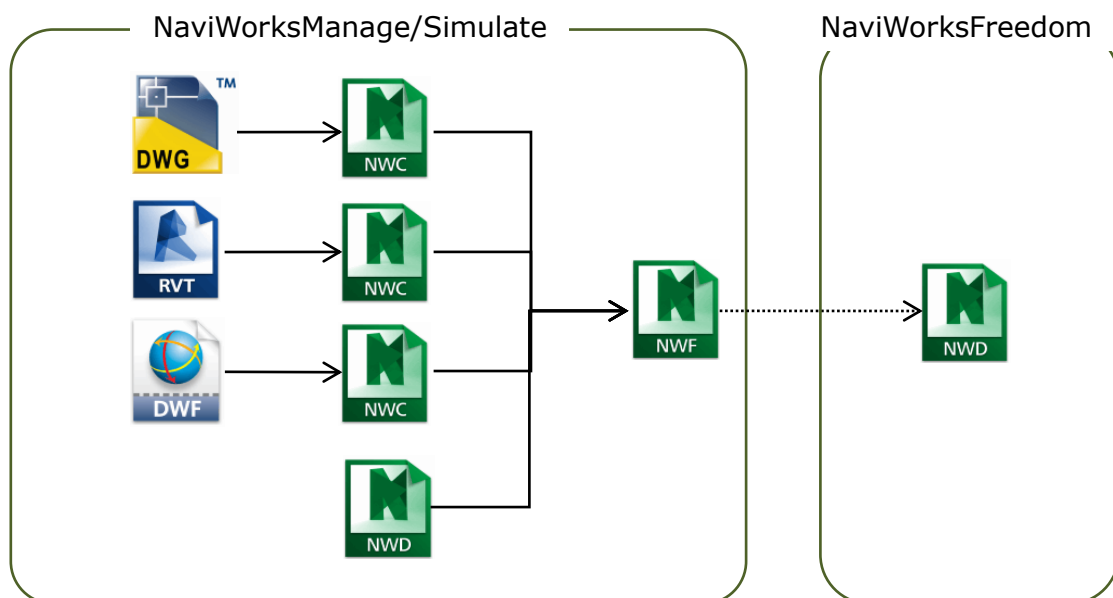 NaviWorksManage/Simulate
NaviWorksFreedom
TM
DWG
NWC
RVT
NWC
NWF
NWD
DWF
NWC
NWD